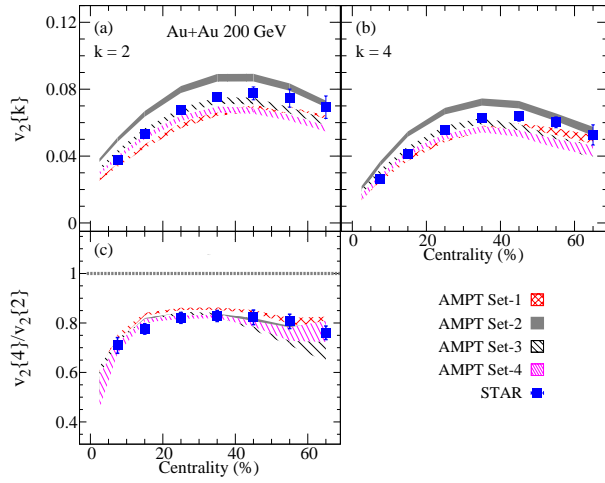 0.12
(a)
Au+Au 200 GeV
(b)
k = 2
k = 4
0.08
v2{k}
0.04
0
0
20
40
60
Centrality (%)
(c)
1
0.8
v2{4}/v2{2}
0.6
0.4
0
20
40
60
Centrality (%)
AMPT Set-1
AMPT Set-2
AMPT Set-3
AMPT Set-4
STAR